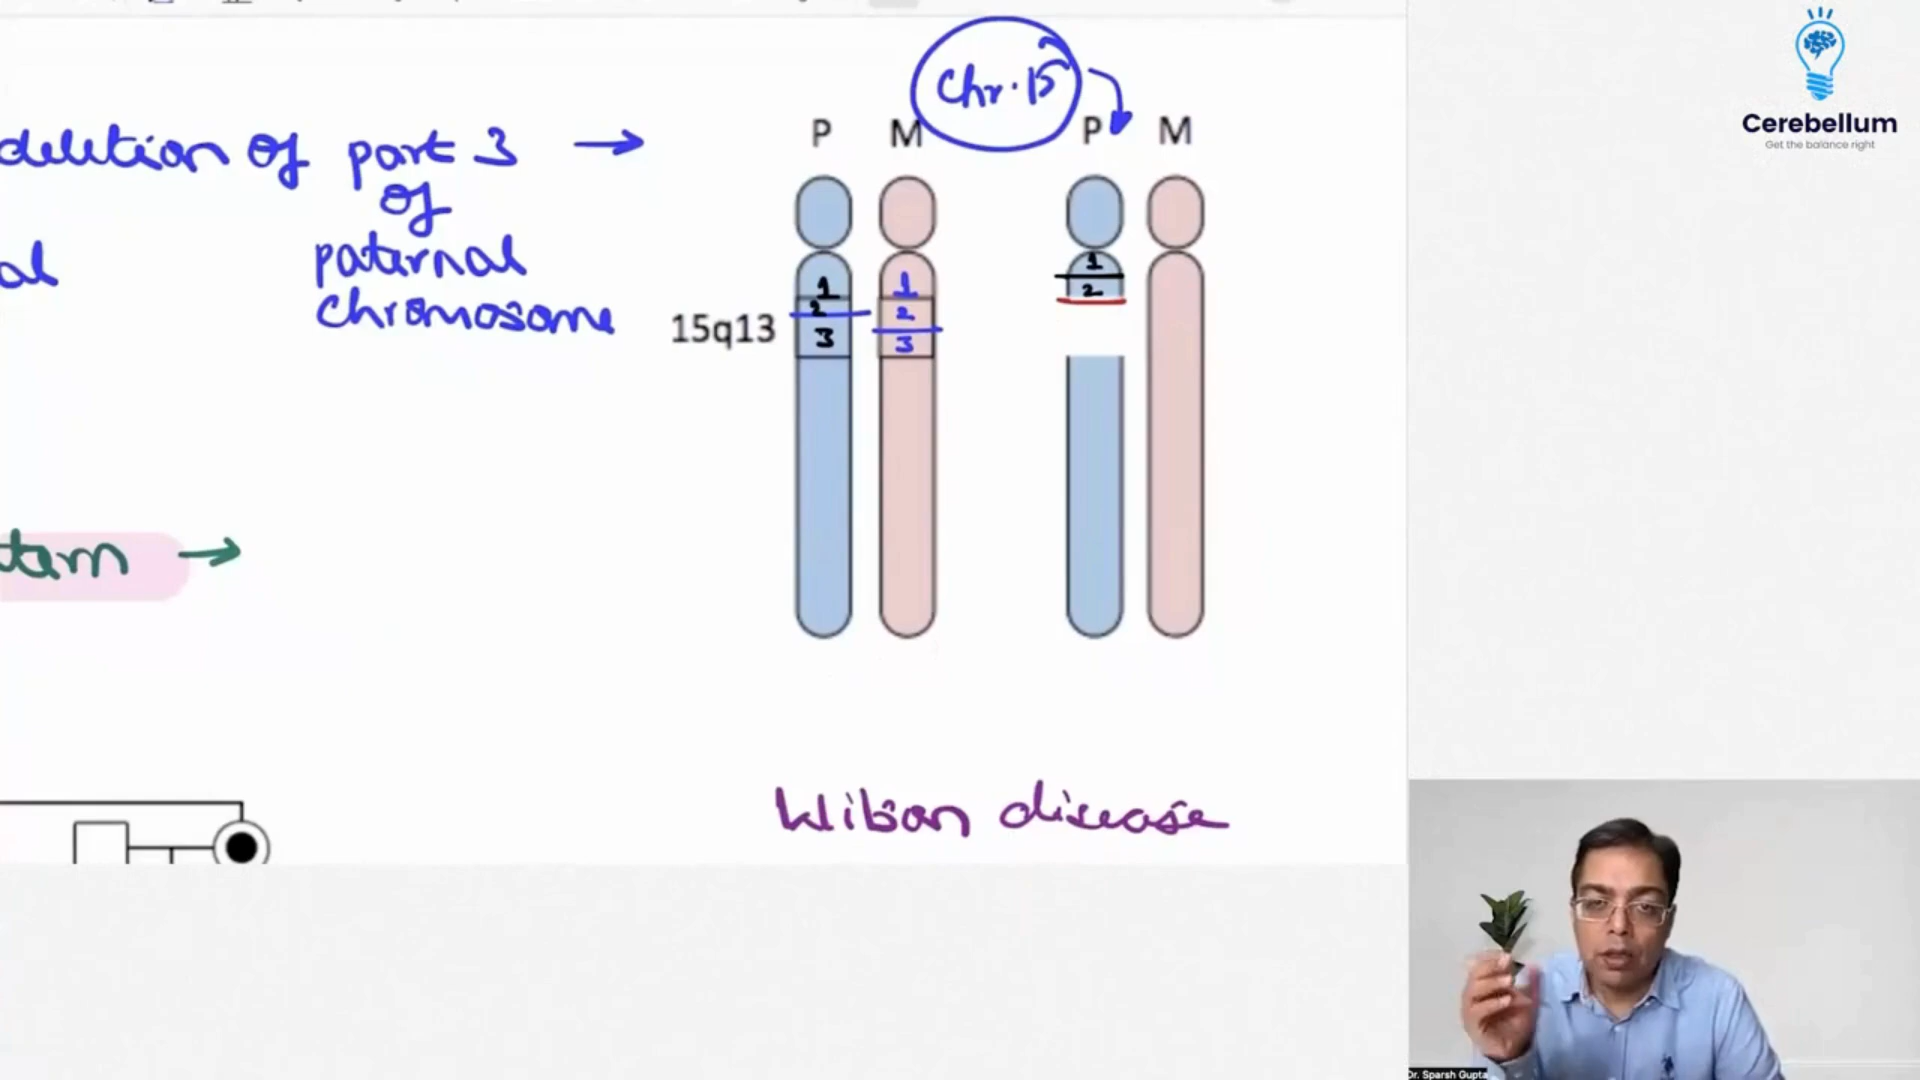 Chr. 15
Cerebellum
Get the balance right
P M P M
deletion of part 3 →
of
paternal
chromosome
al
1 1 1
2 2 2
15q13 3 3
tam →
Wilson disease
Dr. Sparsh Gupta